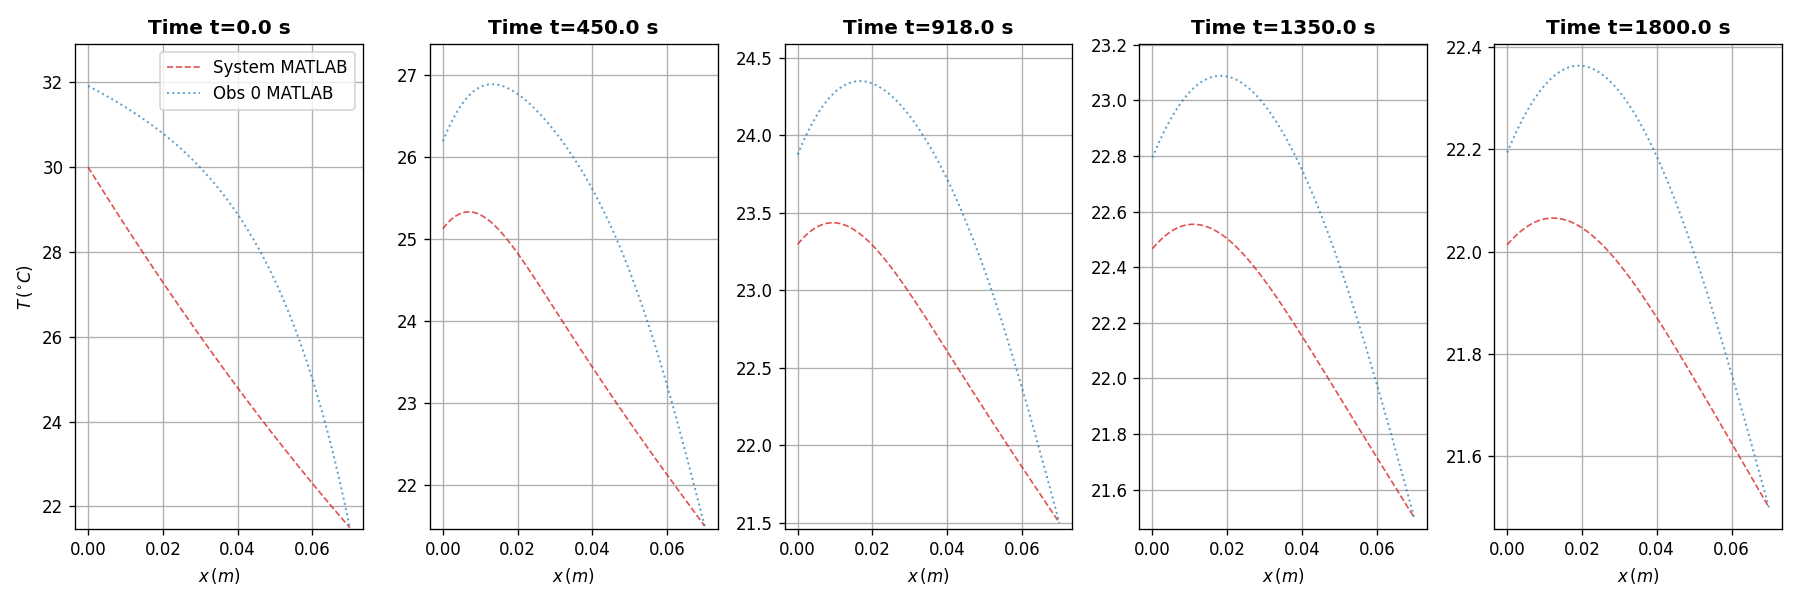 Time t=0.0 s
System MATLAB
Obs 0 MATLAB
T (°C)
32
30
28
26
24
22
0.00 0.02 0.04 0.06
x (m)
Time t=450.0 s
27
26
25
24
23
22
0.00 0.02 0.04 0.06
x (m)
Time t=918.0 s
24.5
24.0
23.5
23.0
22.5
22.0
21.5
0.00 0.02 0.04 0.06
x (m)
Time t=1350.0 s
23.2
23.0
22.8
22.6
22.4
22.2
22.0
21.8
21.6
0.00 0.02 0.04 0.06
x (m)
Time t=1800.0 s
22.4
22.2
22.0
21.8
21.6
0.00 0.02 0.04 0.06
x (m)